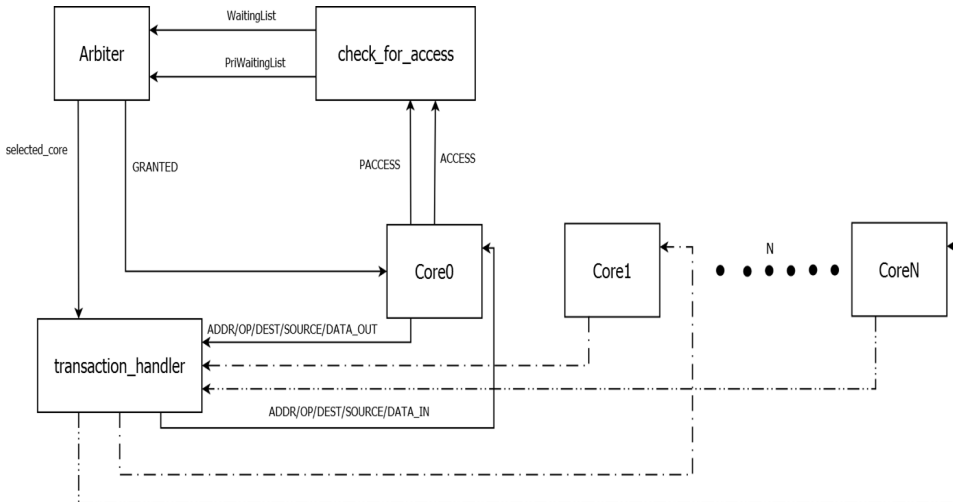 WaitingList
Arbiter
check_for_access
PriWaitingList
selected_core
GRANTED
PACCESS
ACCESS
Core0
Core1
N
CoreN
ADDR/OP/DEST/SOURCE/DATA_OUT
transaction_handler
ADDR/OP/DEST/SOURCE/DATA_IN